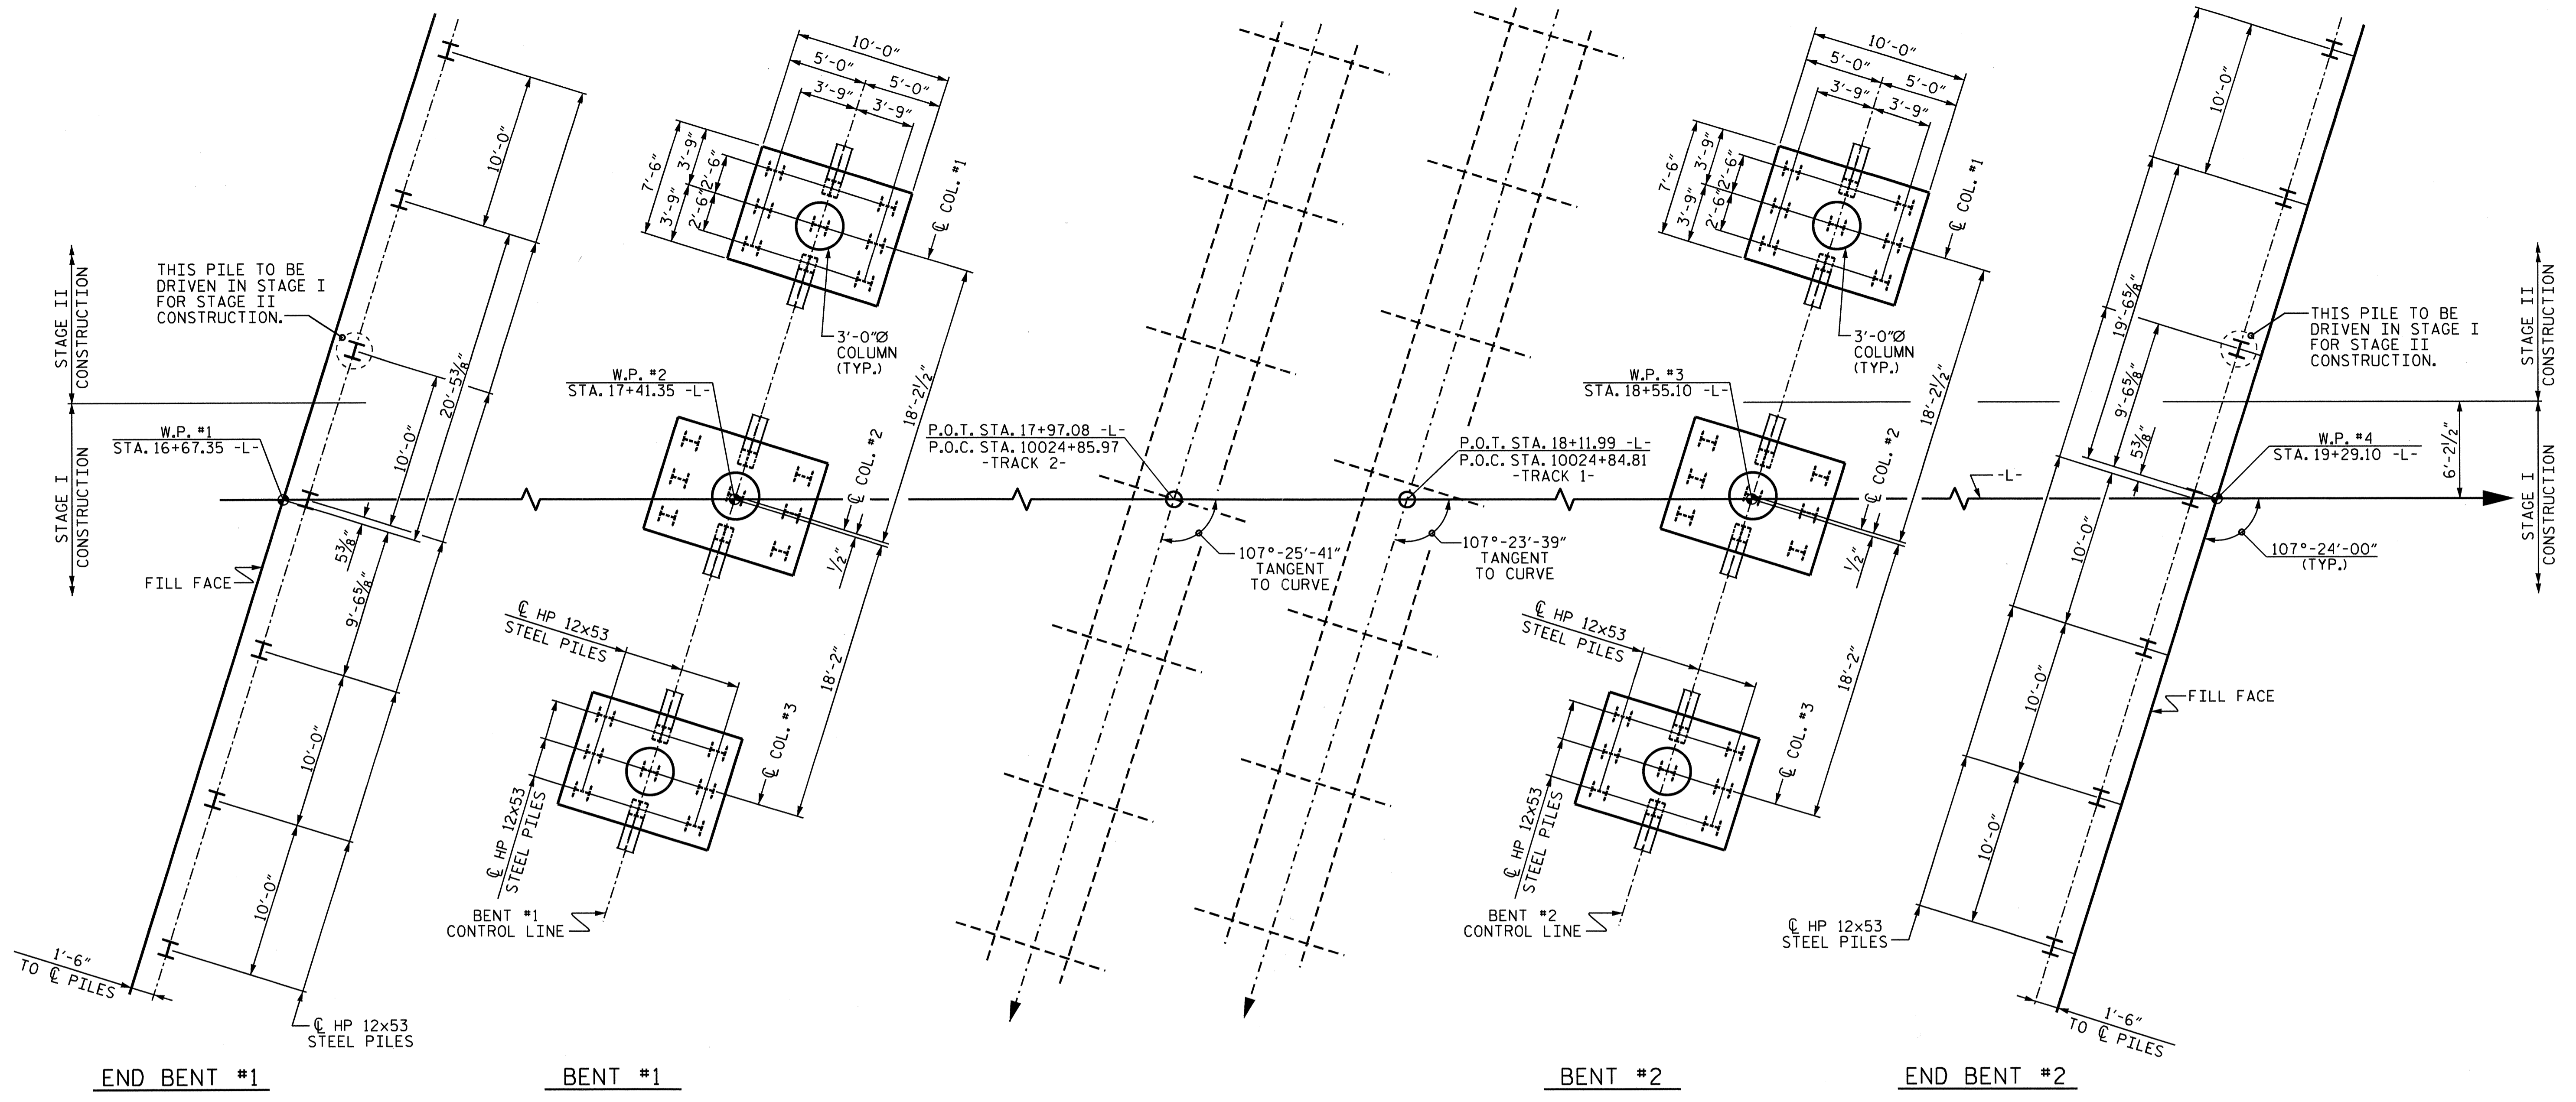 10'-0"
10'-0"
5'-0"
5'-0"
3'-9"
3'-9"
7'-6"
3'-9"
3'-9"
2'-6"
2'-6"
℄ COL. #1
3'-0"Ø
COLUMN
(TYP.)
STAGE II
CONSTRUCTION
THIS PILE TO BE
DRIVEN IN STAGE I
FOR STAGE II
CONSTRUCTION.
20'-5⅜"
10'-0"
W.P. #1
STA. 16+67.35 -L-
STAGE I
CONSTRUCTION
5⅜"
9'-6⅝"
FILL FACE
10'-0"
10'-0"
1'-6"
TO ℄ PILES
℄ HP 12x53
STEEL PILES
W.P. #2
STA. 17+41.35 -L-
18'-2½"
℄ COL. #2
½"
18'-2"
℄ COL. #3
℄ HP 12x53
STEEL PILES
℄ HP 12x53
STEEL PILES
BENT #1
CONTROL LINE
P.O.T. STA. 17+97.08 -L-
P.O.C. STA. 10024+85.97
-TRACK 2-
107°-25'-41"
TANGENT
TO CURVE
P.O.T. STA. 18+11.99 -L-
P.O.C. STA. 10024+84.81
-TRACK 1-
107°-23'-39"
TANGENT
TO CURVE
10'-0"
5'-0"
5'-0"
3'-9"
3'-9"
7'-6"
3'-9"
3'-9"
2'-6"
2'-6"
℄ COL. #1
3'-0"Ø
COLUMN
(TYP.)
W.P. #3
STA. 18+55.10 -L-
18'-2½"
℄ COL. #2
½"
18'-2"
℄ COL. #3
℄ HP 12x53
STEEL PILES
℄ HP 12x53
STEEL PILES
BENT #2
CONTROL LINE
-L-
10'-0"
19'-6⅝"
9'-6⅝"
5⅜"
THIS PILE TO BE
DRIVEN IN STAGE I
FOR STAGE II
CONSTRUCTION.
STAGE II
CONSTRUCTION
W.P. #4
STA. 19+29.10 -L-
6'-2½"
STAGE I
CONSTRUCTION
107°-24'-00"
(TYP.)
10'-0"
10'-0"
10'-0"
FILL FACE
℄ HP 12x53
STEEL PILES
1'-6"
TO ℄ PILES
END BENT #1
BENT #1
BENT #2
END BENT #2